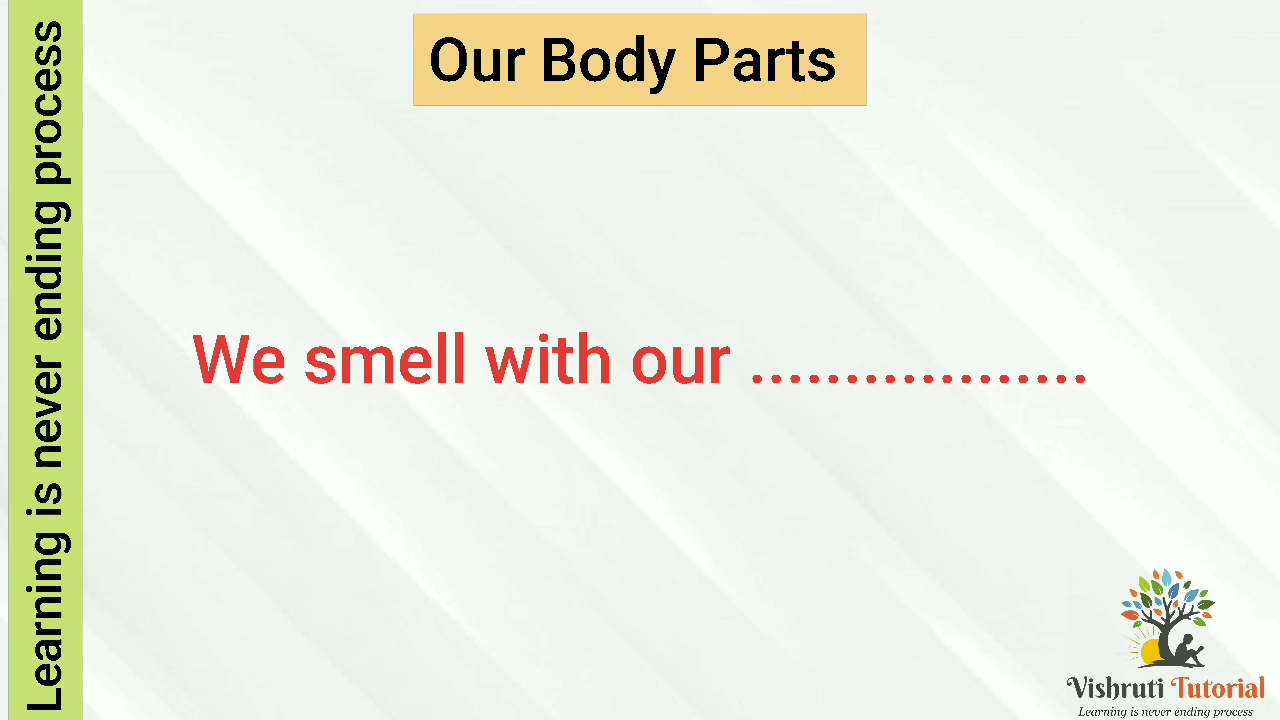 Our Body Parts
Learning is never ending process
We smell with our ..................
Vishruti Tutorial
Learning is never ending process